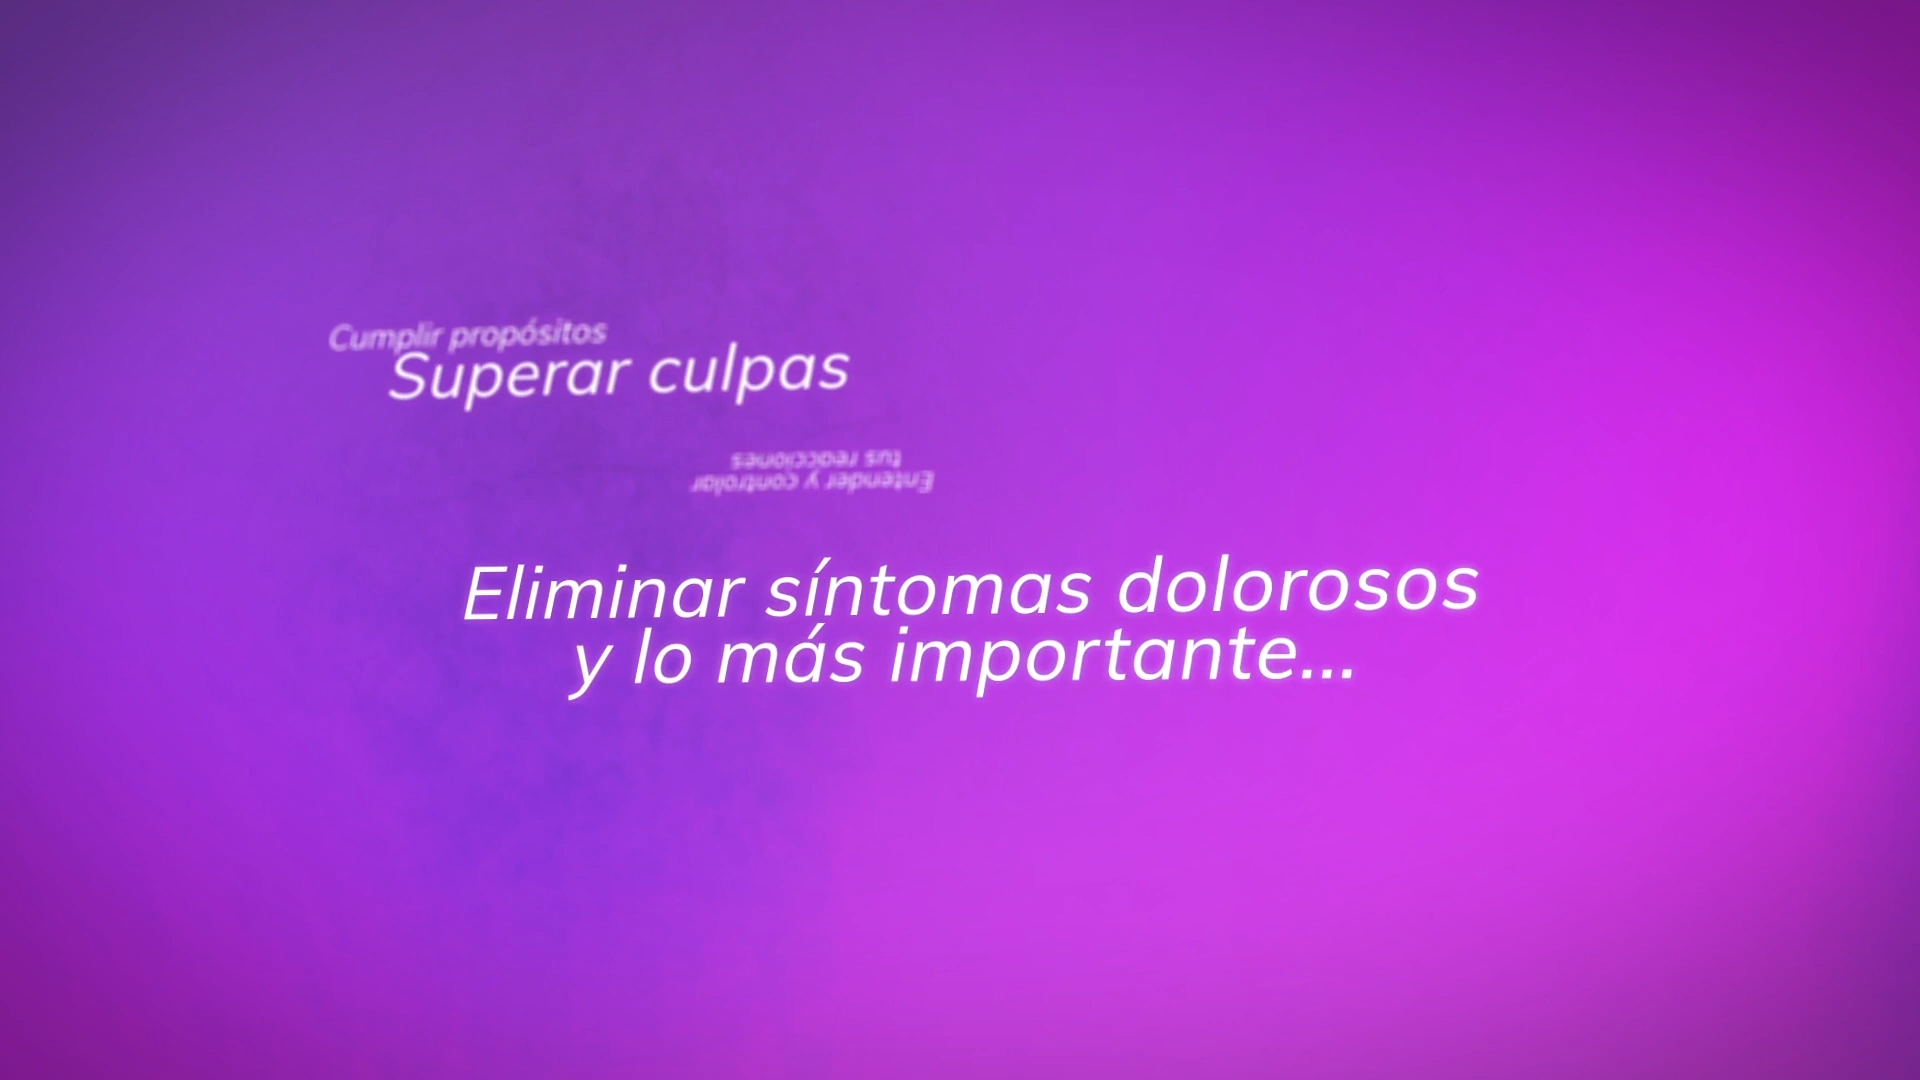 Cumplir propósitos
Superar culpas
Entender y controlar
tus reacciones
Eliminar síntomas dolorosos
y lo más importante...